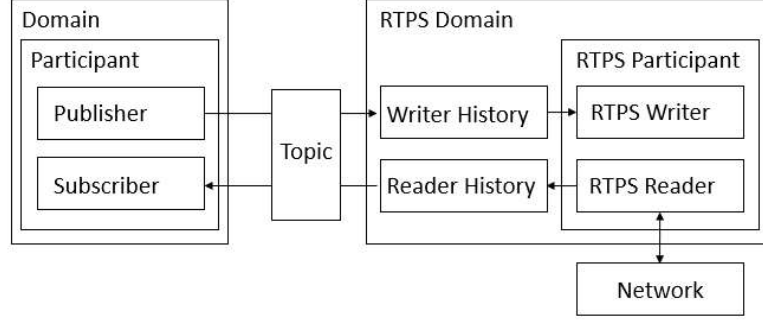 Domain
RTPS Domain
Participant
RTPS Participant
Publisher
Writer History
RTPS Writer
Topic
Subscriber
Reader History
RTPS Reader
Network